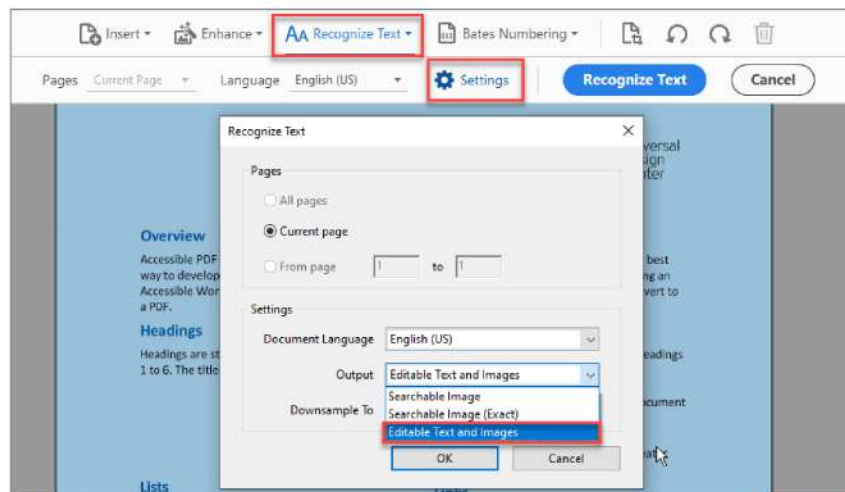 Insert Enhance Recognize Text Bates Numbering
Pages Current Page Language English (US) Settings Recognize Text Cancel
Recognize Text
Pages
All pages
Current page
From page 1 to 1
Settings
Document Language English (US)
Output Editable Text and Images
Searchable Image
Searchable Image (Exact)
Editable Text and Images
Downsample To
OK Cancel
Overview
Accessible PDF
way to develop
Accessible Wor
a PDF.
Headings
Headings are st
1 to 6. The title
Lists
versal
ign
best
ng an
vert to
eadings
cument